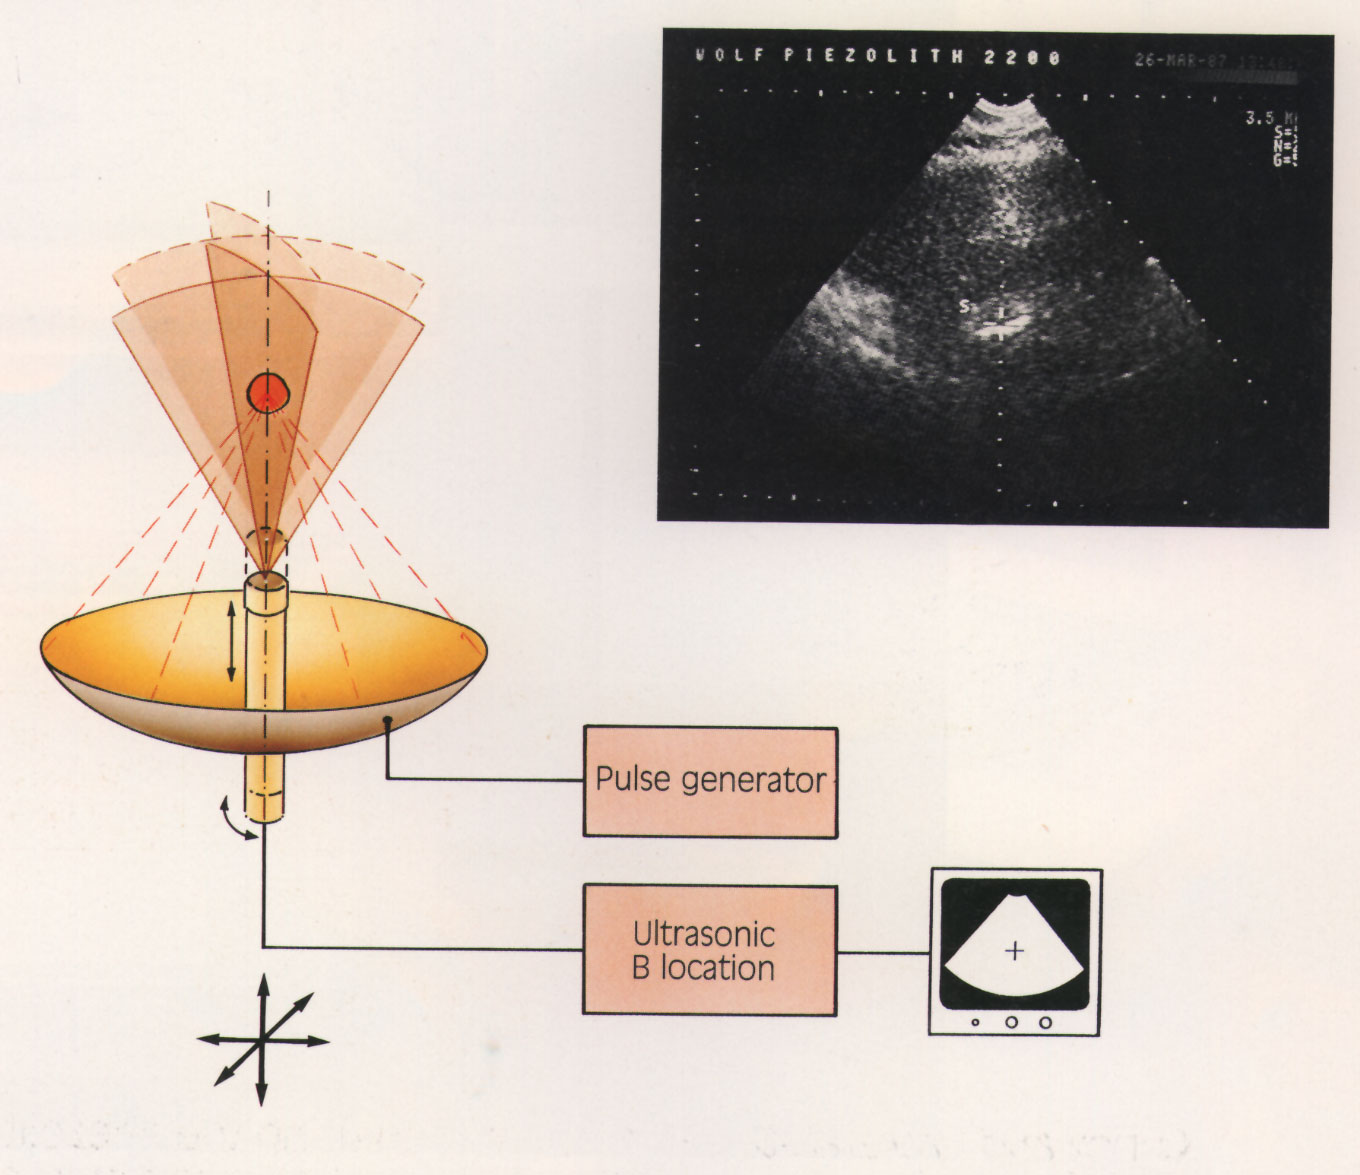 WOLF PIEZOLITH 2200
26-MAR-87
3.5
S=
N=
G=
S
Pulse generator
Ultrasonic
B location